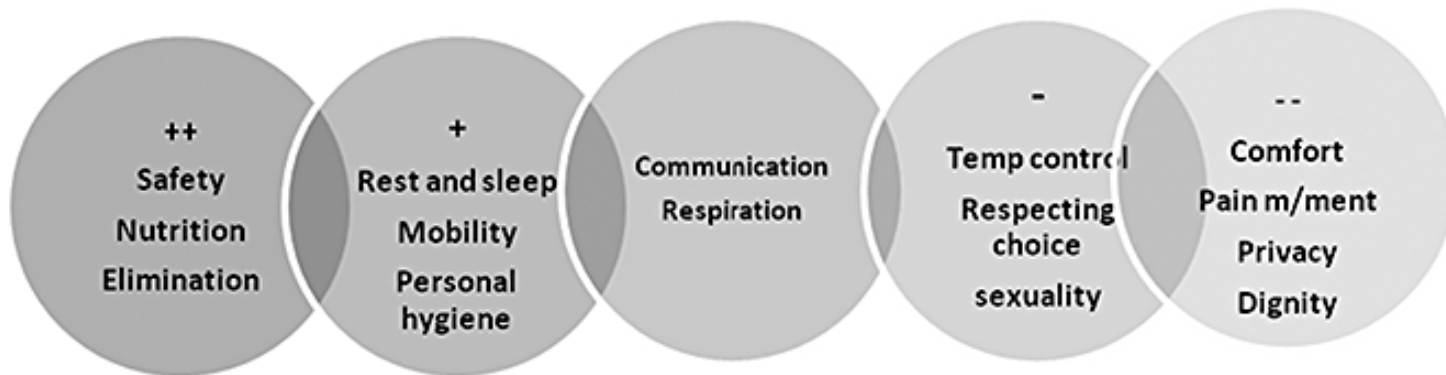 ++
Safety
Nutrition
Elimination
+
Rest and sleep
Mobility
Personal
hygiene
Communication
Respiration
-
Temp control
Respecting
choice
sexuality
--
Comfort
Pain m/ment
Privacy
Dignity